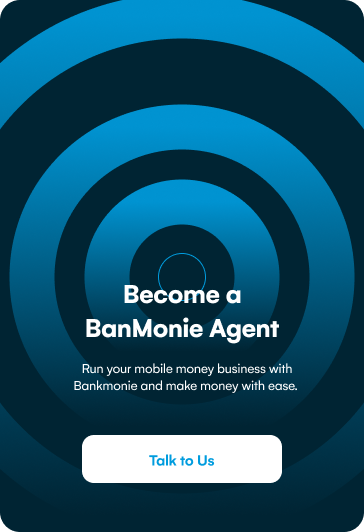 Become a
BanMonie Agent
Run your mobile money business with
Bankmonie and make money with ease.
Talk to Us